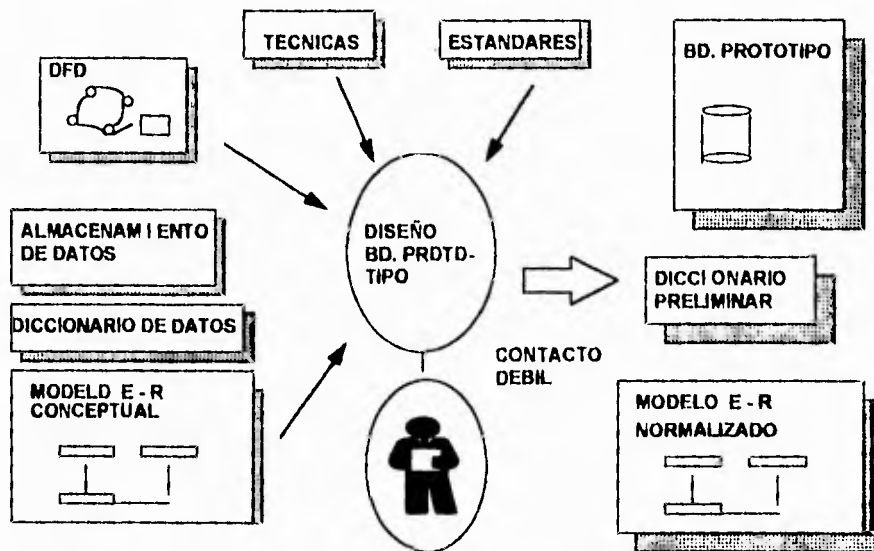 TECNICAS
ESTANDARES
DFD
BD. PROTOTIPO
ALMACENAMIENTO
DE DATOS
DISEÑO
BD. PROTO-
TIPO
DICCIONARIO
PRELIMINAR
DICCIONARIO DE DATOS
CONTACTO
DEBIL
MODELO E - R
CONCEPTUAL
MODELO E - R
NORMALIZADO